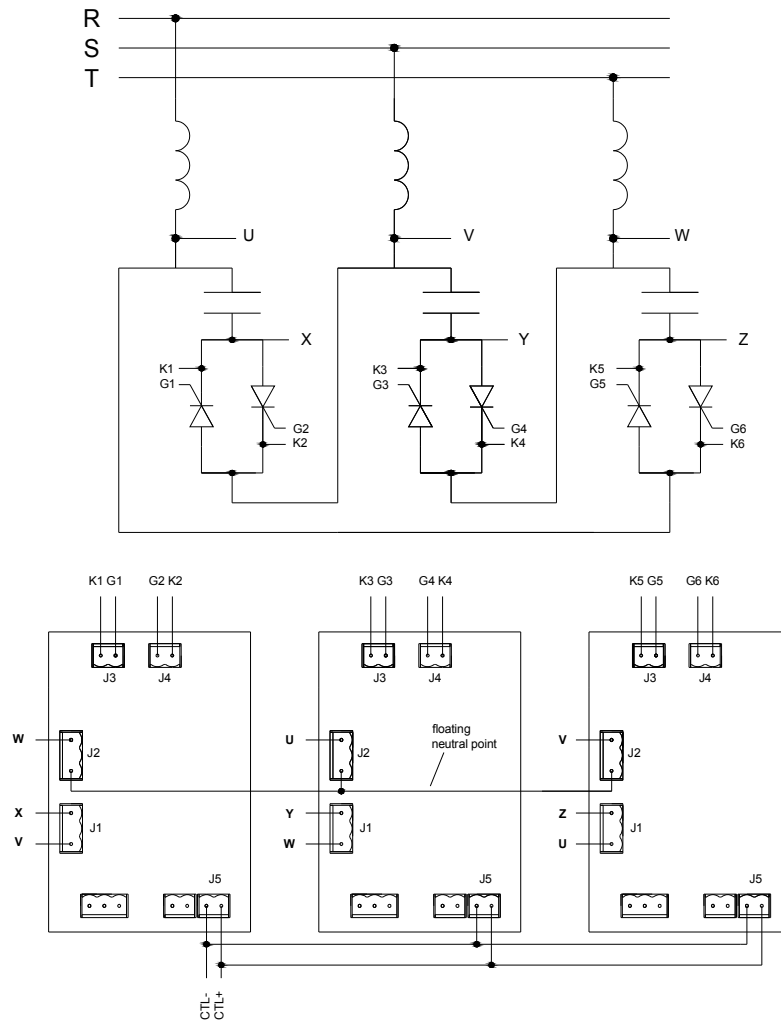 R
S
T
U
V
W
X
Y
Z
K1
G1
G2
K2
K3
G3
G4
K4
K5
G5
G6
K6
K1 G1 G2 K2
K3 G3 G4 K4
K5 G5 G6 K6
J3
J4
J3
J4
J3
J4
W
J2
U
J2
floating
neutral point
V
J2
X
J1
V
Y
J1
W
Z
J1
U
J5
J5
J5
CTL-
CTL+